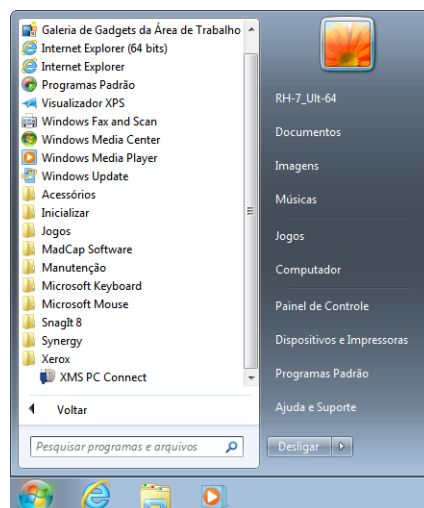 Galeria de Gadgets da Área de Trabalho
Internet Explorer (64 bits)
Internet Explorer
Programas Padrão
Visualizador XPS
Windows Fax and Scan
Windows Media Center
Windows Media Player
Windows Update
Acessórios
Inicializar
Jogos
MadCap Software
Manutenção
Microsoft Keyboard
Microsoft Mouse
SnagIt 8
Synergy
Xerox
XMS PC Connect
Voltar
Pesquisar programas e arquivos
RH-7_Ult-64
Documentos
Imagens
Músicas
Jogos
Computador
Painel de Controle
Dispositivos e Impressoras
Programas Padrão
Ajuda e Suporte
Desligar